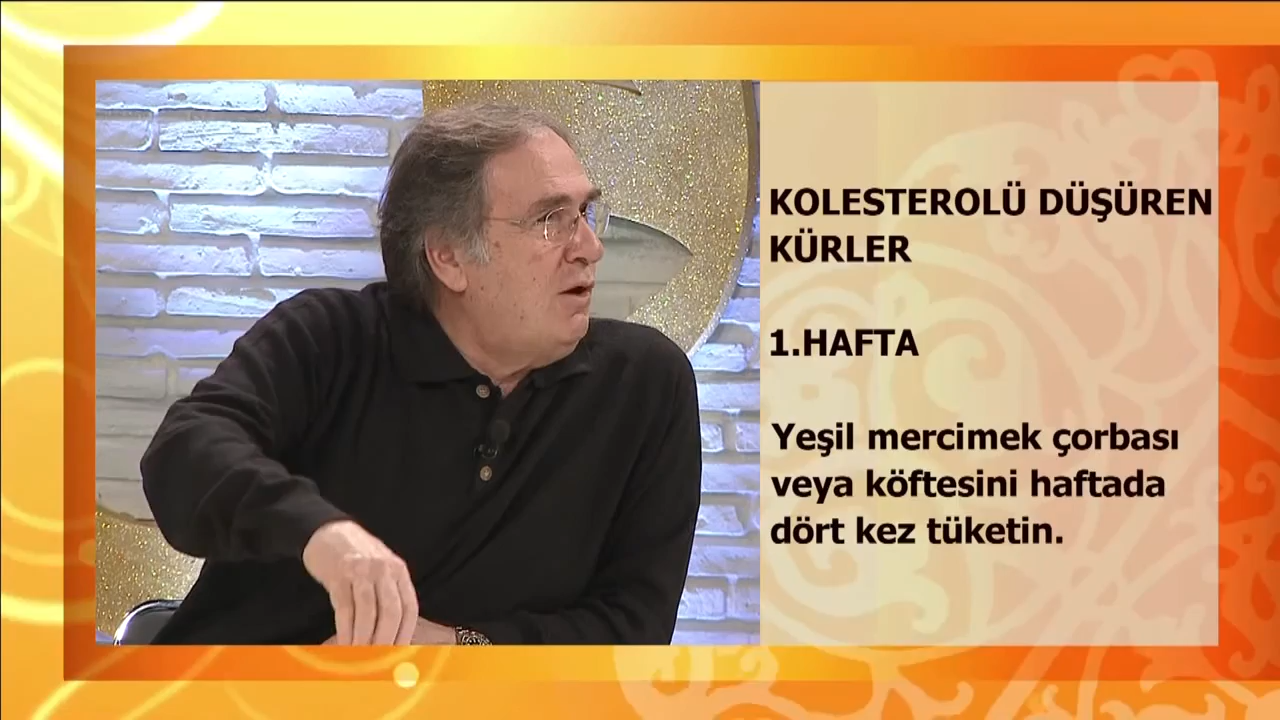 KOLESTEROLÜ DÜŞÜREN
KÜRLER
1.HAFTA
Yeşil mercimek çorbası
veya köftesini haftada
dört kez tüketin.